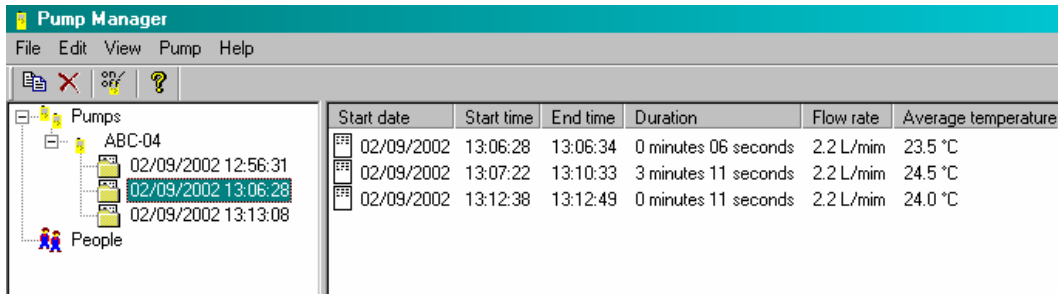 Pump Manager
File Edit View Pump Help
Pumps
ABC-04
02/09/2002 12:56:31
02/09/2002 13:06:28
02/09/2002 13:13:08
People
Start date Start time End time Duration Flow rate Average temperature
02/09/2002 13:06:28 13:06:34 0 minutes 06 seconds 2.2 L/mim 23.5 °C
02/09/2002 13:07:22 13:10:33 3 minutes 11 seconds 2.2 L/mim 24.5 °C
02/09/2002 13:12:38 13:12:49 0 minutes 11 seconds 2.2 L/mim 24.0 °C